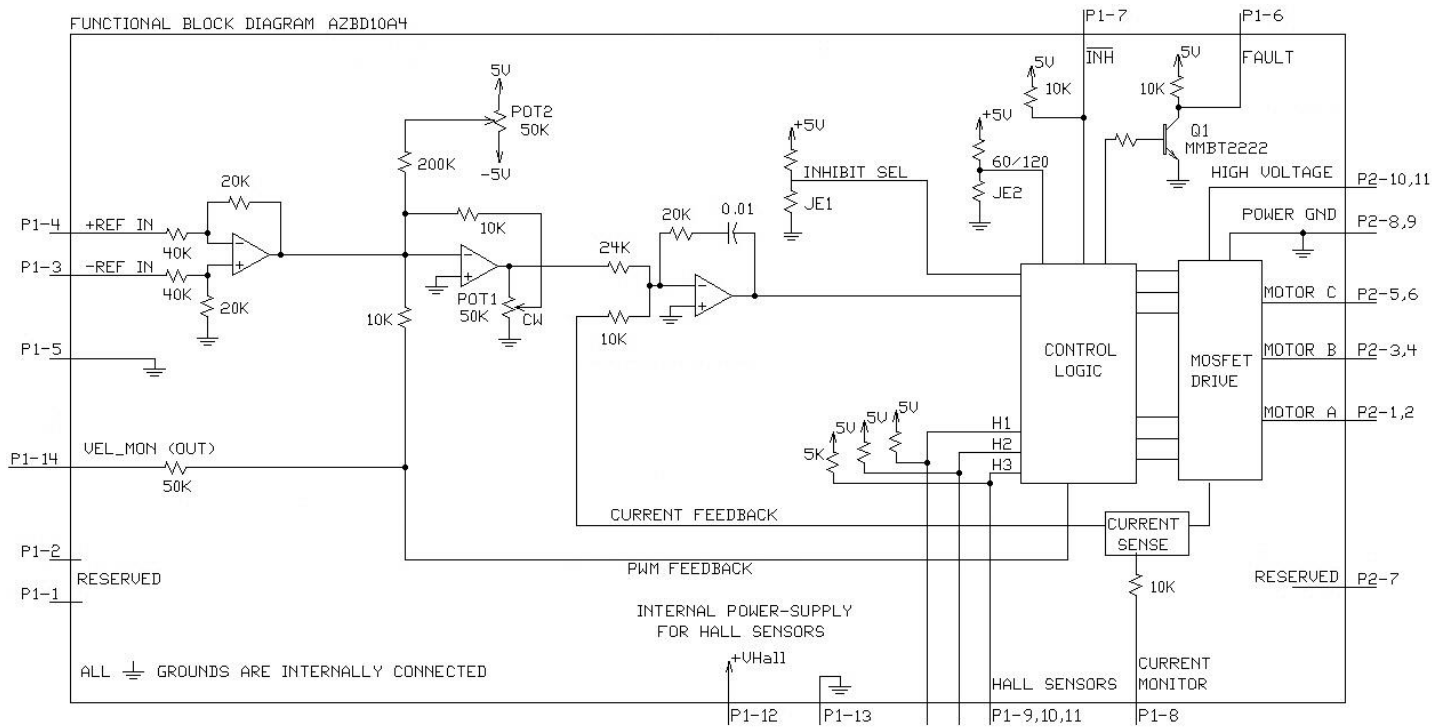 FUNCTIONAL BLOCK DIAGRAM AZBD10A4
P1-7
P1-6
INH
FAULT
5V
10K
5V
10K
Q1
MMBT2222
5V
POT2
50K
-5V
200K
+5V
INHIBIT SEL
JE1
+5V
60/120
JE2
HIGH VOLTAGE
P2-10,11
POWER GND
P2-8,9
20K
P1-4
+REF IN
40K
P1-3
-REF IN
40K
20K
10K
POT1
50K
CW
10K
24K
10K
20K
0.01
P1-5
CONTROL
LOGIC
MOSFET
DRIVE
MOTOR C
P2-5,6
MOTOR B
P2-3,4
MOTOR A
P2-1,2
5V
5V
5V
5K
H1
H2
H3
P1-14
VEL_MON (OUT)
50K
CURRENT FEEDBACK
CURRENT
SENSE
P1-2
PWM FEEDBACK
RESERVED
P1-1
10K
RESERVED
P2-7
INTERNAL POWER-SUPPLY
FOR HALL SENSORS
+VHall
ALL GROUNDS ARE INTERNALLY CONNECTED
HALL SENSORS
CURRENT
MONITOR
P1-12
P1-13
P1-9,10,11
P1-8